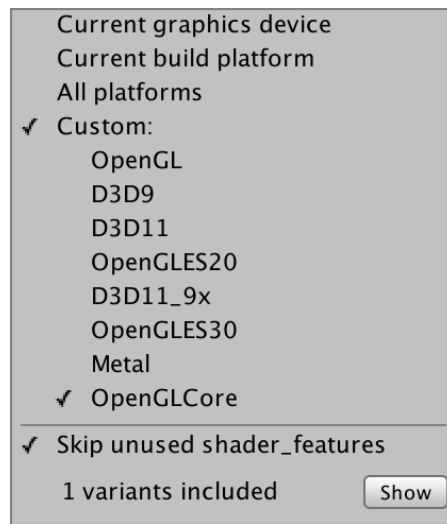 Current graphics device
Current build platform
All platforms
✓ Custom:
OpenGL
D3D9
D3D11
OpenGLES20
D3D11_9x
OpenGLES30
Metal
✓ OpenGLCore
✓ Skip unused shader_features
1 variants included Show